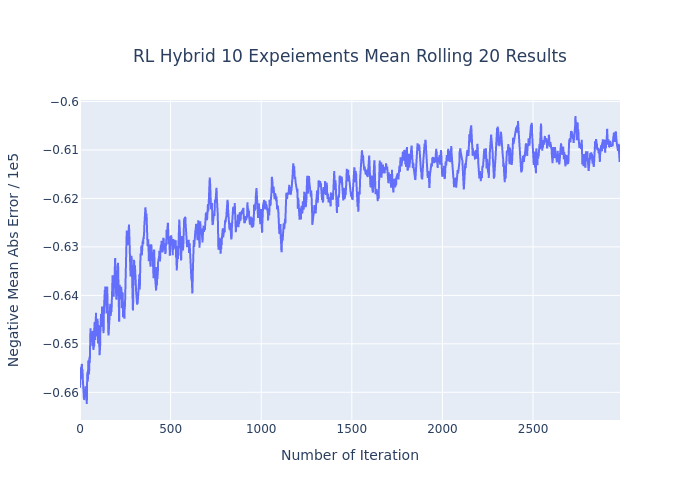 RL Hybrid 10 Expeiements Mean Rolling 20 Results
Negative Mean Abs Error / 1e5
−0.6
−0.61
−0.62
−0.63
−0.64
−0.65
−0.66
0 500 1000 1500 2000 2500
Number of Iteration